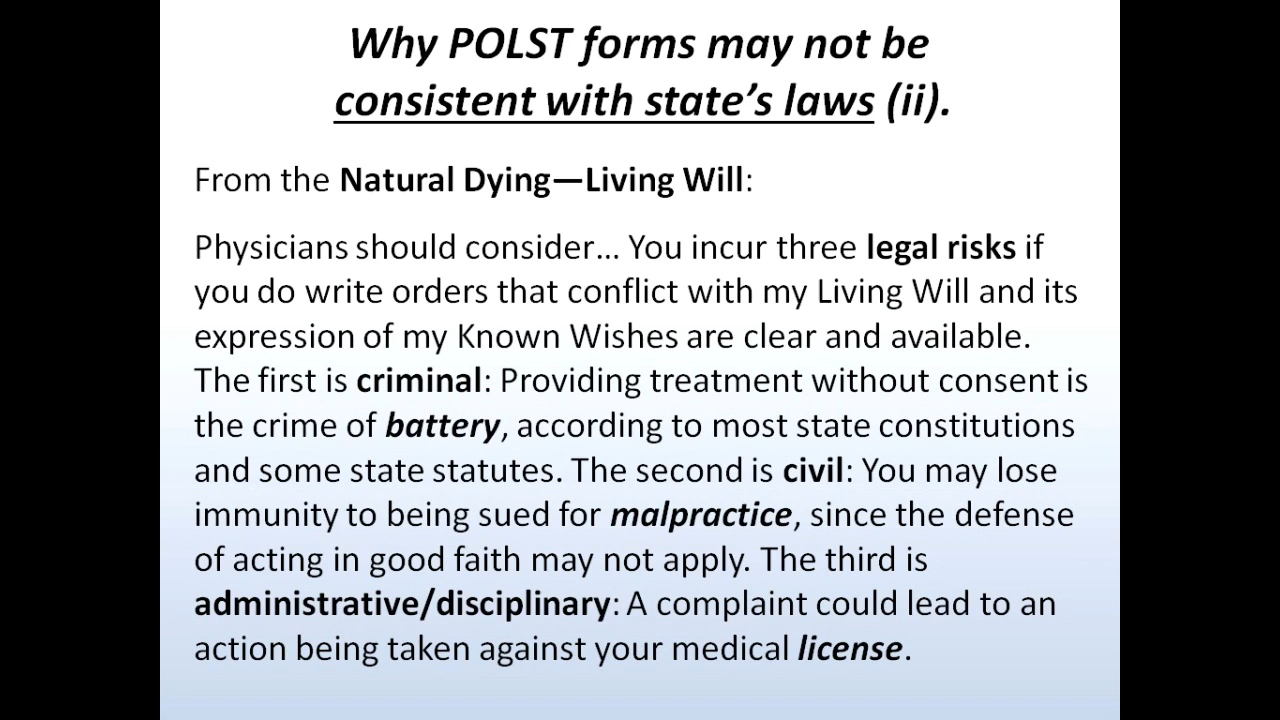 Why POLST forms may not be
consistent with state’s laws (ii).
From the Natural Dying—Living Will:
Physicians should consider... You incur three legal risks if
you do write orders that conflict with my Living Will and its
expression of my Known Wishes are clear and available.
The first is criminal: Providing treatment without consent is
the crime of battery, according to most state constitutions
and some state statutes. The second is civil: You may lose
immunity to being sued for malpractice, since the defense
of acting in good faith may not apply. The third is
administrative/disciplinary: A complaint could lead to an
action being taken against your medical license.